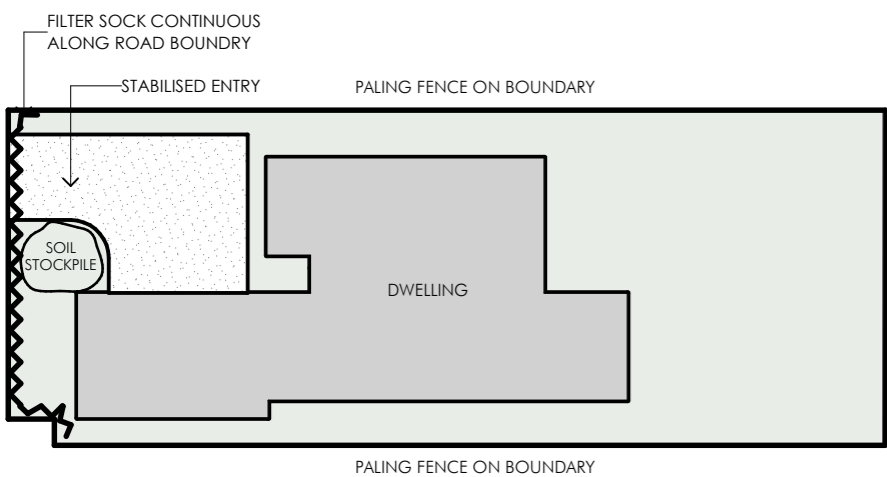 FILTER SOCK CONTINUOUS
ALONG ROAD BOUNDRY
STABILISED ENTRY
PALING FENCE ON BOUNDARY
SOIL
STOCKPILE
DWELLING
PALING FENCE ON BOUNDARY